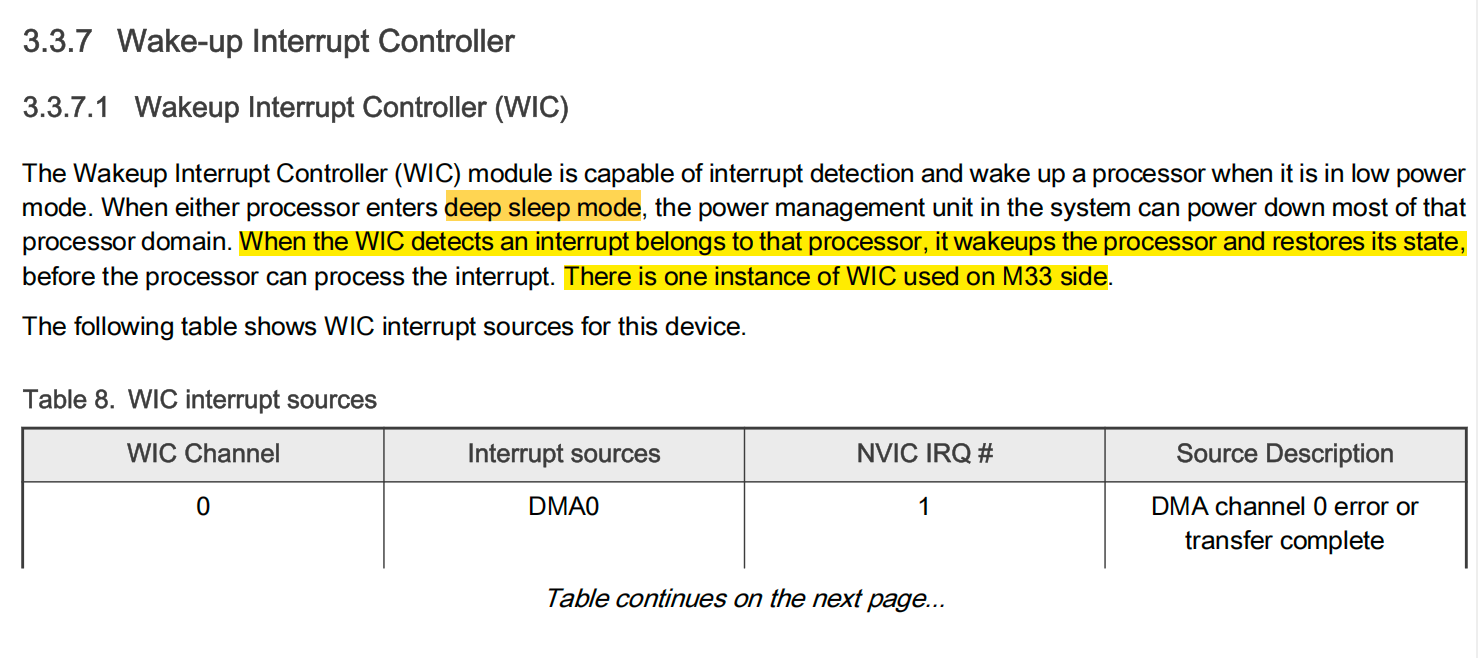 3.3.7 Wake-up Interrupt Controller
3.3.7.1 Wakeup Interrupt Controller (WIC)
The Wakeup Interrupt Controller (WIC) module is capable of interrupt detection and wake up a processor when it is in low power
mode. When either processor enters deep sleep mode, the power management unit in the system can power down most of that
processor domain. When the WIC detects an interrupt belongs to that processor, it wakeups the processor and restores its state,
before the processor can process the interrupt. There is one instance of WIC used on M33 side.
The following table shows WIC interrupt sources for this device.
Table 8. WIC interrupt sources
WIC Channel Interrupt sources NVIC IRQ # Source Description
0 DMA0 1 DMA channel 0 error or
transfer complete
Table continues on the next page...